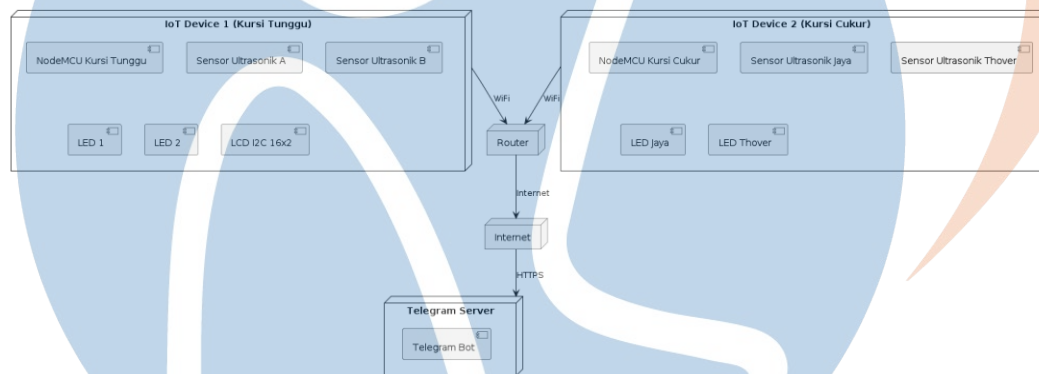 IoT Device 1 (Kursi Tunggu)
IoT Device 2 (Kursi Cukur)
NodeMCU Kursi Tunggu
Sensor Ultrasonik A
Sensor Ultrasonik B
NodeMCU Kursi Cukur
Sensor Ultrasonik Jaya
Sensor Ultrasonik Thover
WiFi
WiFi
LED 1
LED 2
LCD I2C 16x2
Router
LED Jaya
LED Thover
Internet
Internet
HTTPS
Telegram Server
Telegram Bot